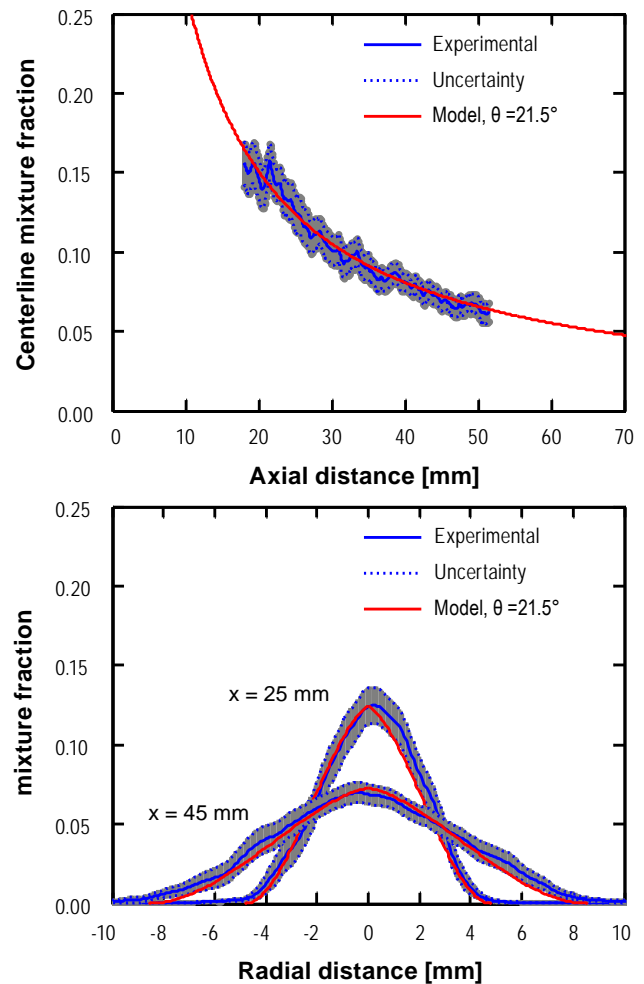 0.25
0.20
0.15
0.10
0.05
0.00
Centerline mixture fraction
Experimental
Uncertainty
Model, θ =21.5°
0 10 20 30 40 50 60 70
Axial distance [mm]
0.25
0.20
0.15
0.10
0.05
0.00
mixture fraction
Experimental
Uncertainty
Model, θ =21.5°
x = 25 mm
x = 45 mm
-10 -8 -6 -4 -2 0 2 4 6 8 10
Radial distance [mm]